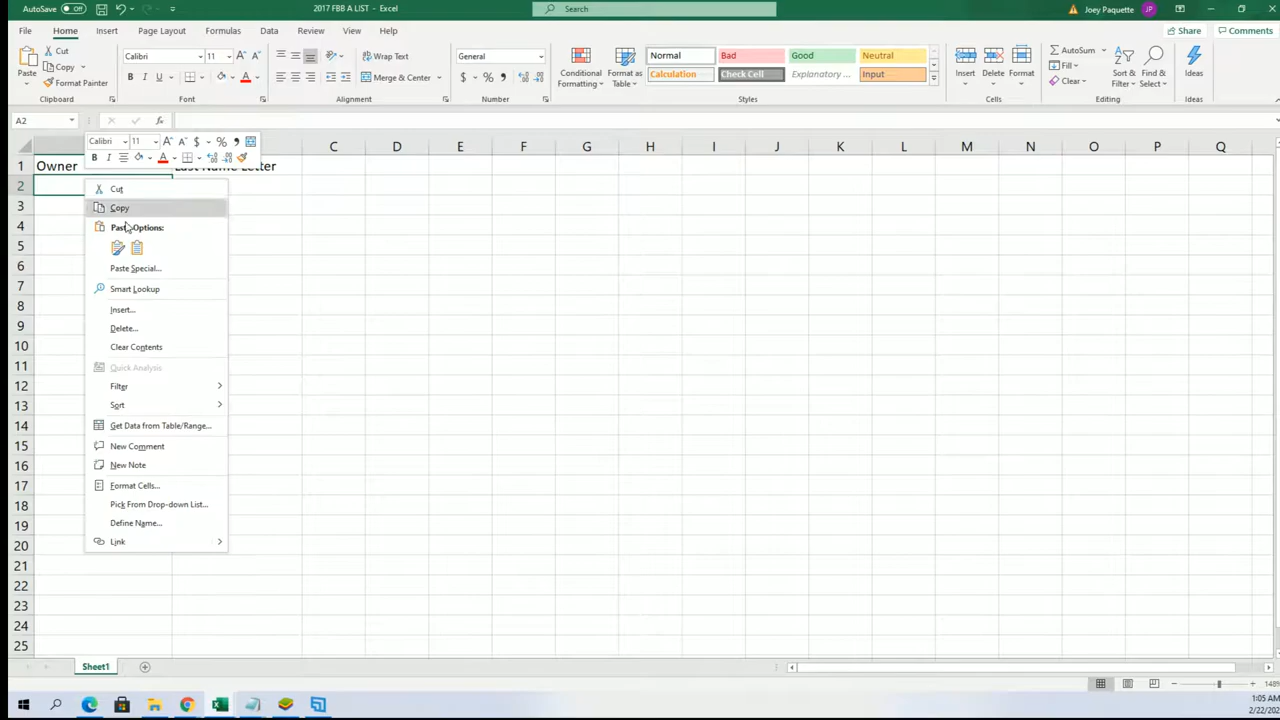 AutoSave Off 2017 FBB A LIST - Excel Search Joey Paquette JP
File Home Insert Page Layout Formulas Data Review View Help Share Comments
Paste Cut Copy Format Painter
Calibri 11
B I U
Wrap Text
Merge & Center
General
$ % 9
Conditional Formatting Format as Table
Normal Bad Good Neutral
Calculation Check Cell Explanatory ... Input
Insert Delete Format
AutoSum
Fill
Clear
Sort & Filter Find & Select
Ideas
Clipboard Font Alignment Number Styles Cells Editing Ideas
A2 fx
Calibri 11 A A $ % 9
B I A
C D E F G H I J K L M N O P Q
1 Owner Last Name Letter
2
3
4
5
6
7
8
9
10
11
12
13
14
15
16
17
18
19
20
21
22
23
24
25
Cut
Copy
Paste Options:
Paste Special...
Smart Lookup
Insert...
Delete...
Clear Contents
Quick Analysis
Filter
Sort
Get Data from Table/Range...
New Comment
New Note
Format Cells...
Pick From Drop-down List...
Define Name...
Link
Sheet1
148%
1:05 AM
2/22/202